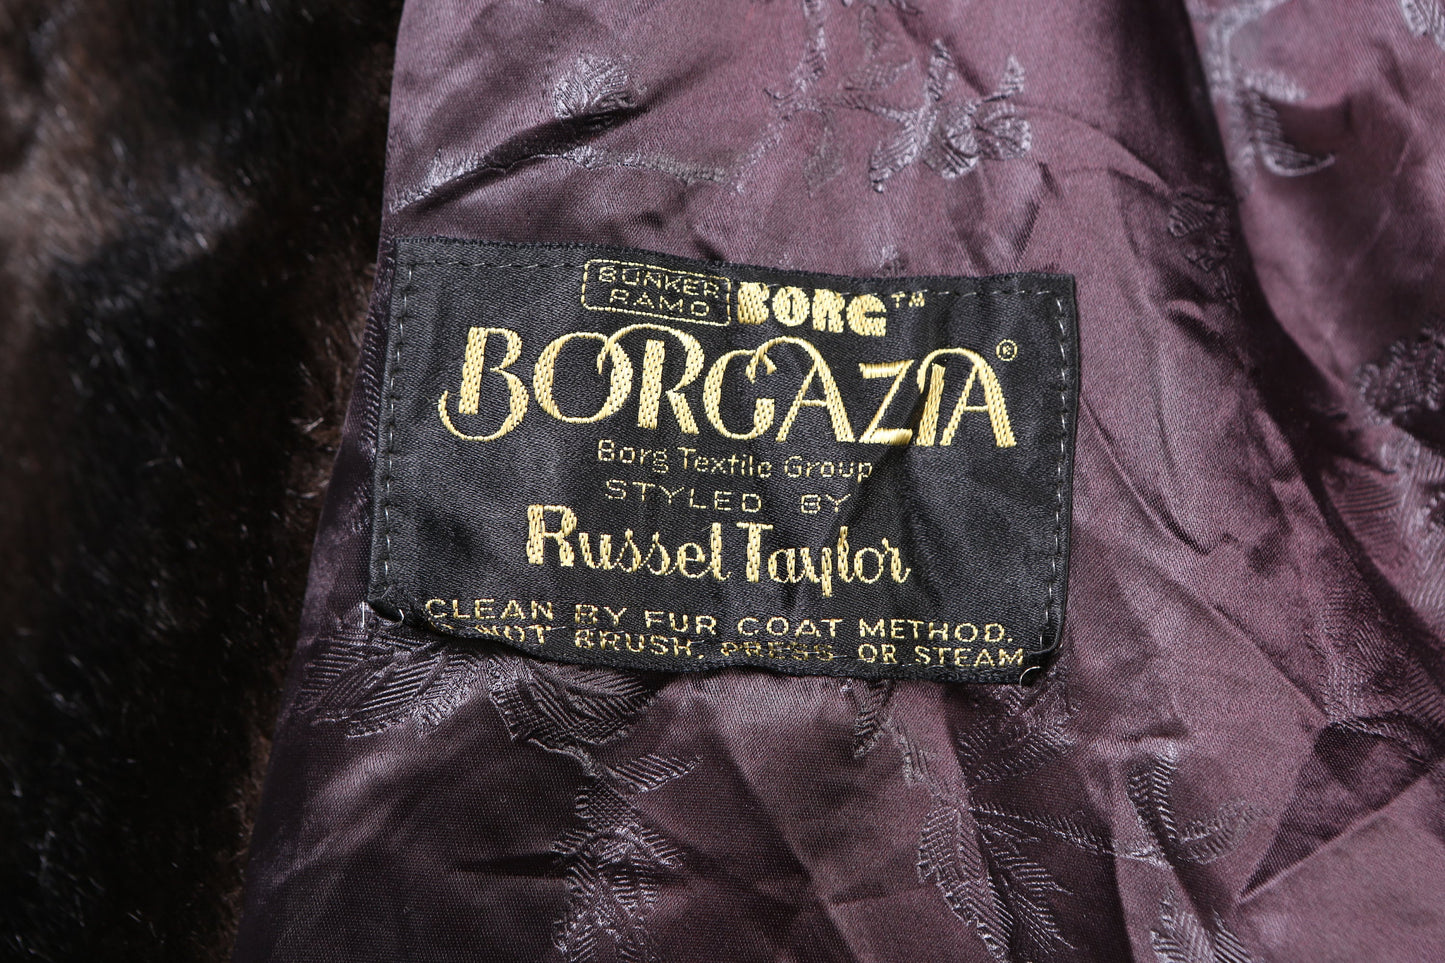 BUNKER
RAMO
BORG™
BORGAZIA®
Borg Textile Group
STYLED BY
Russel Taylor
CLEAN BY FUR COAT METHOD.
NOT BRUSH, PRESS OR STEAM